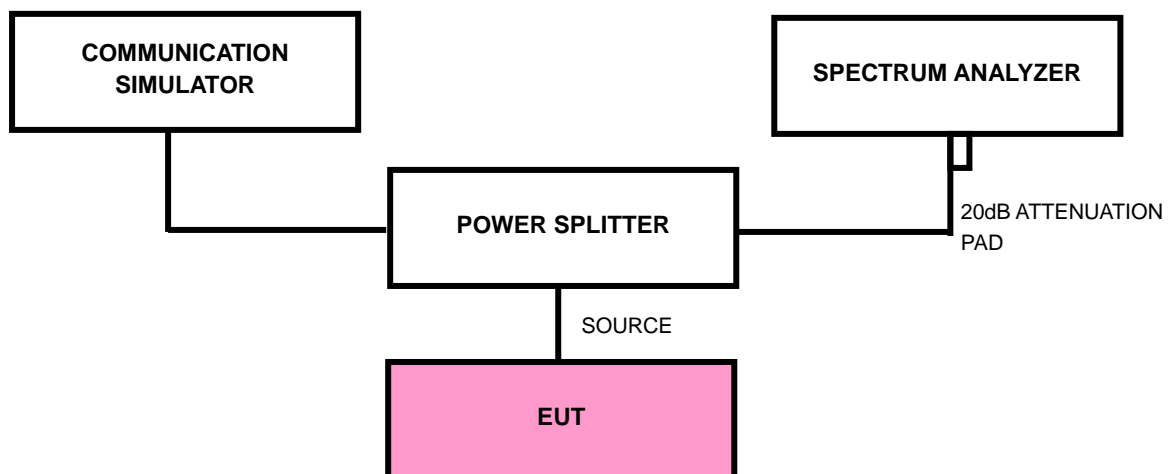 COMMUNICATION
SIMULATOR
SPECTRUM ANALYZER
POWER SPLITTER
20dB ATTENUATION
PAD
SOURCE
EUT